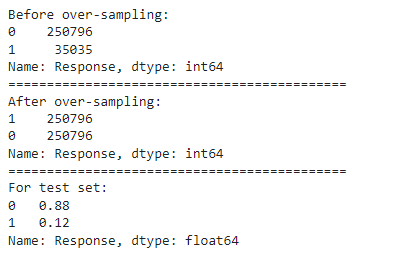 Before over-sampling:
0    250796
1     35035
Name: Response, dtype: int64
============================================
After over-sampling:
1    250796
0    250796
Name: Response, dtype: int64
============================================
For test set:
0   0.88
1   0.12
Name: Response, dtype: float64